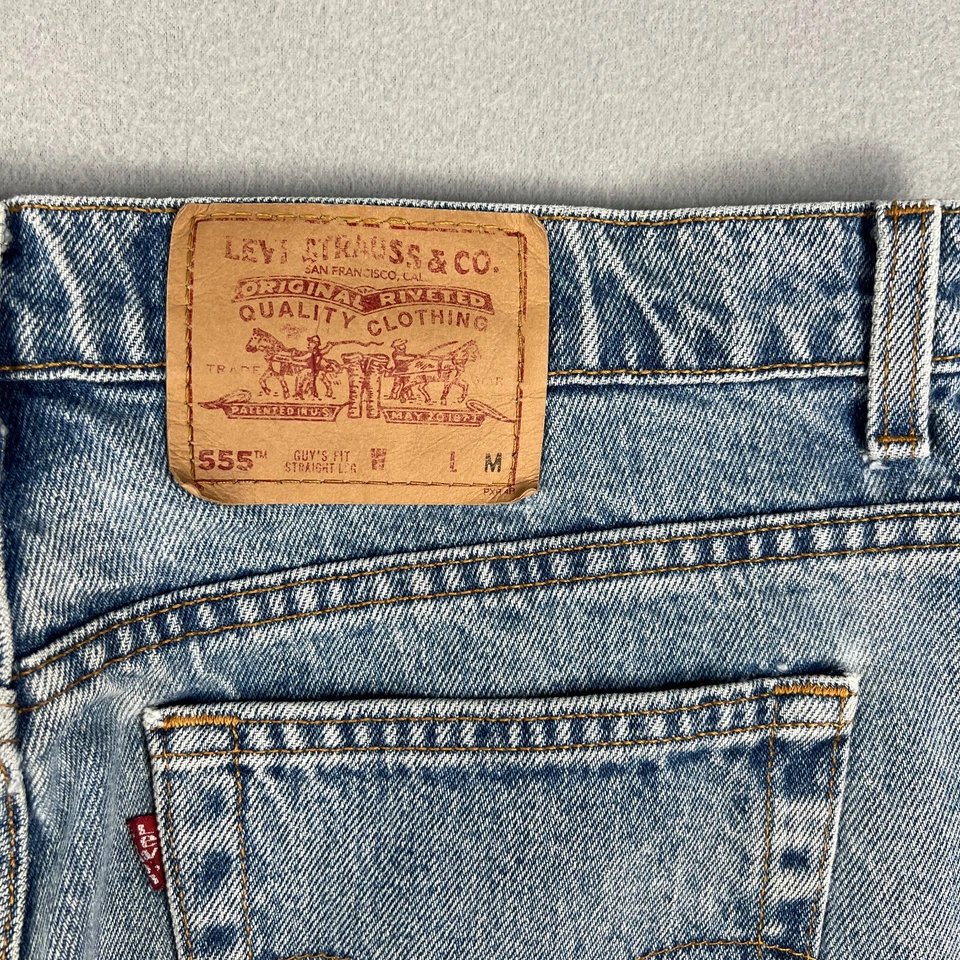 LEVI STRAUSS & CO.
SAN FRANCISCO, CAL
ORIGINAL RIVETED
QUALITY CLOTHING
TRADE
PATENTED IN U.S. MAY 20 1873
555™ GUY'S FIT STRAIGHT LEG W L M
Levi's